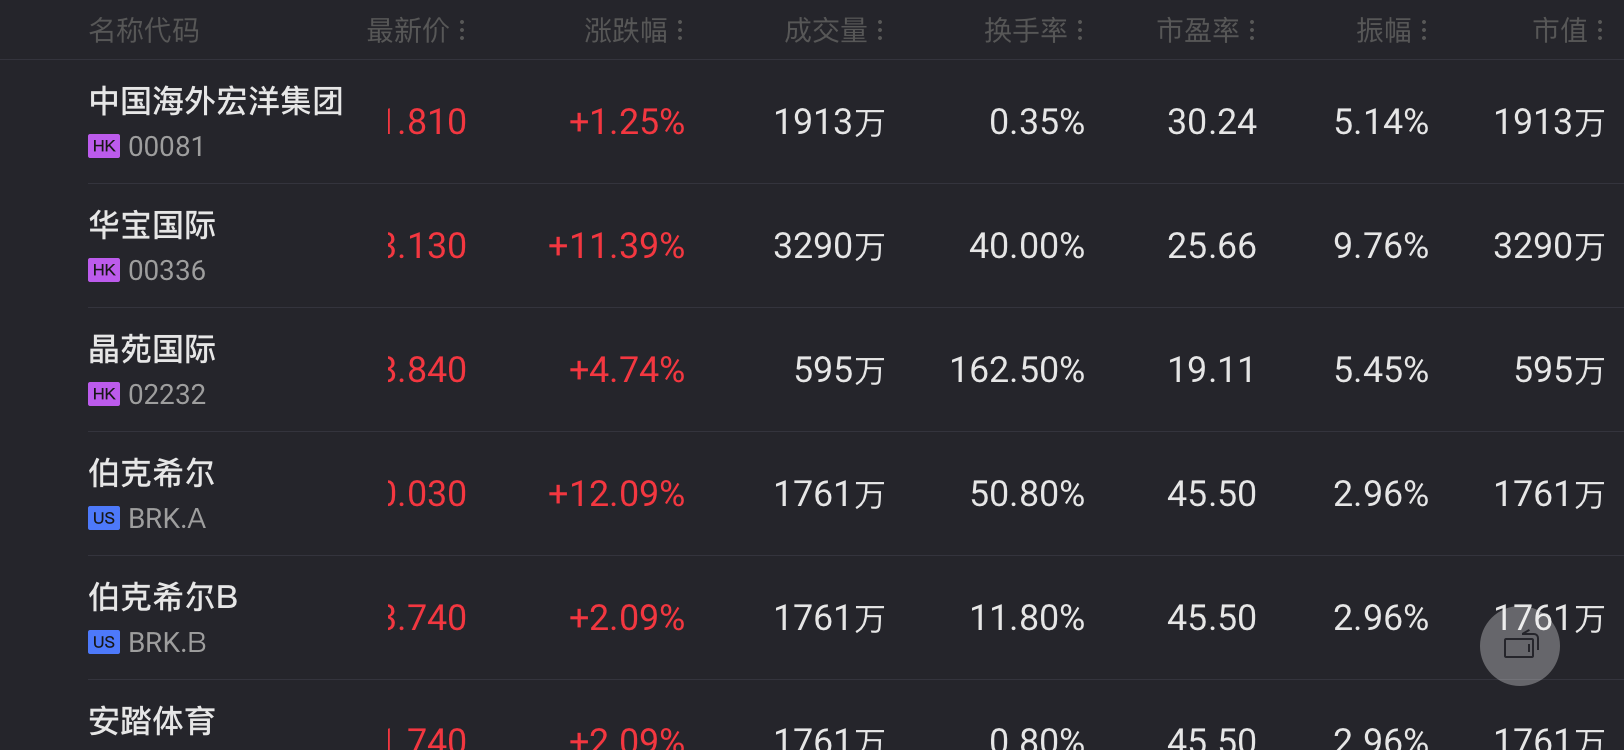 名称代码 最新价 涨跌幅 成交量 换手率 市盈率 振幅 市值
中国海外宏洋集团
HK 00081 .810 +1.25% 1913万 0.35% 30.24 5.14% 1913万
华宝国际
HK 00336 .130 +11.39% 3290万 40.00% 25.66 9.76% 3290万
晶苑国际
HK 02232 .840 +4.74% 595万 162.50% 19.11 5.45% 595万
伯克希尔
US BRK.A .030 +12.09% 1761万 50.80% 45.50 2.96% 1761万
伯克希尔B
US BRK.B .740 +2.09% 1761万 11.80% 45.50 2.96% 1761万
安踏体育
.740 +2.09% 1761万 0.80% 45.50 2.96% 1761万